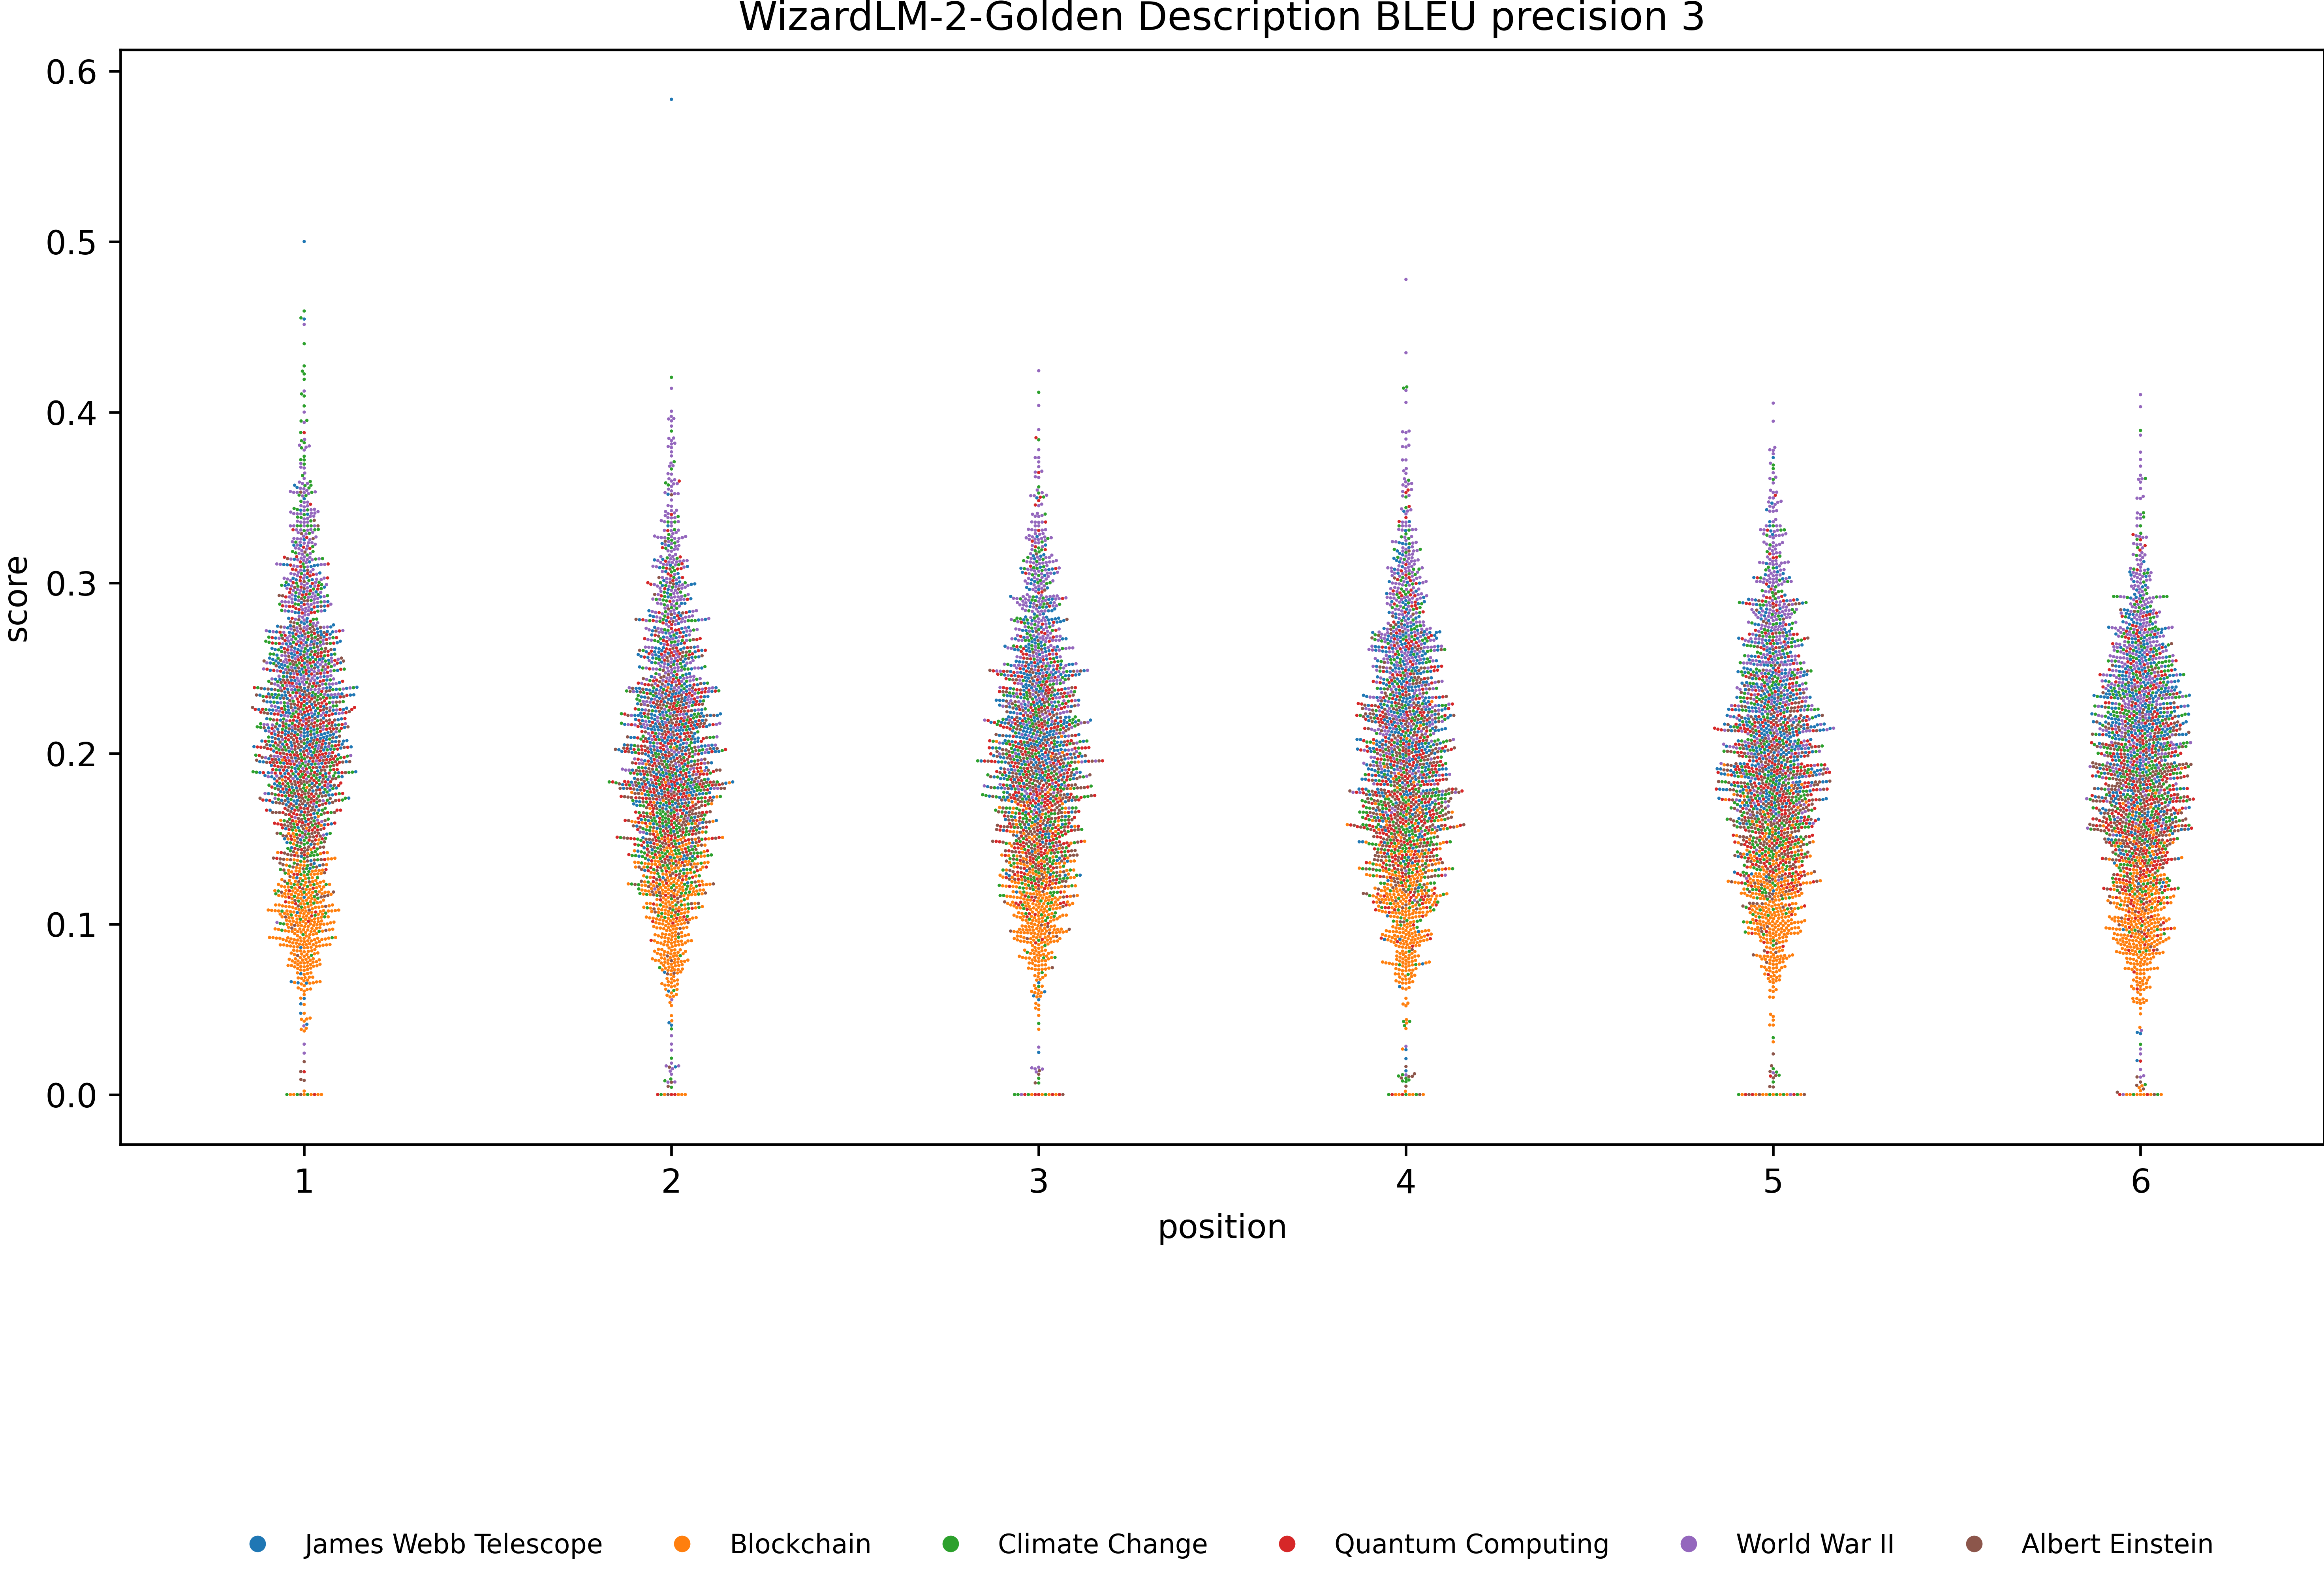 WizardLM-2-Golden Description BLEU precision 3
0.6
0.5
0.4
0.3
0.2
0.1
0.0
score
1 2 3 4 5 6
position
James Webb Telescope Blockchain Climate Change Quantum Computing World War II Albert Einstein